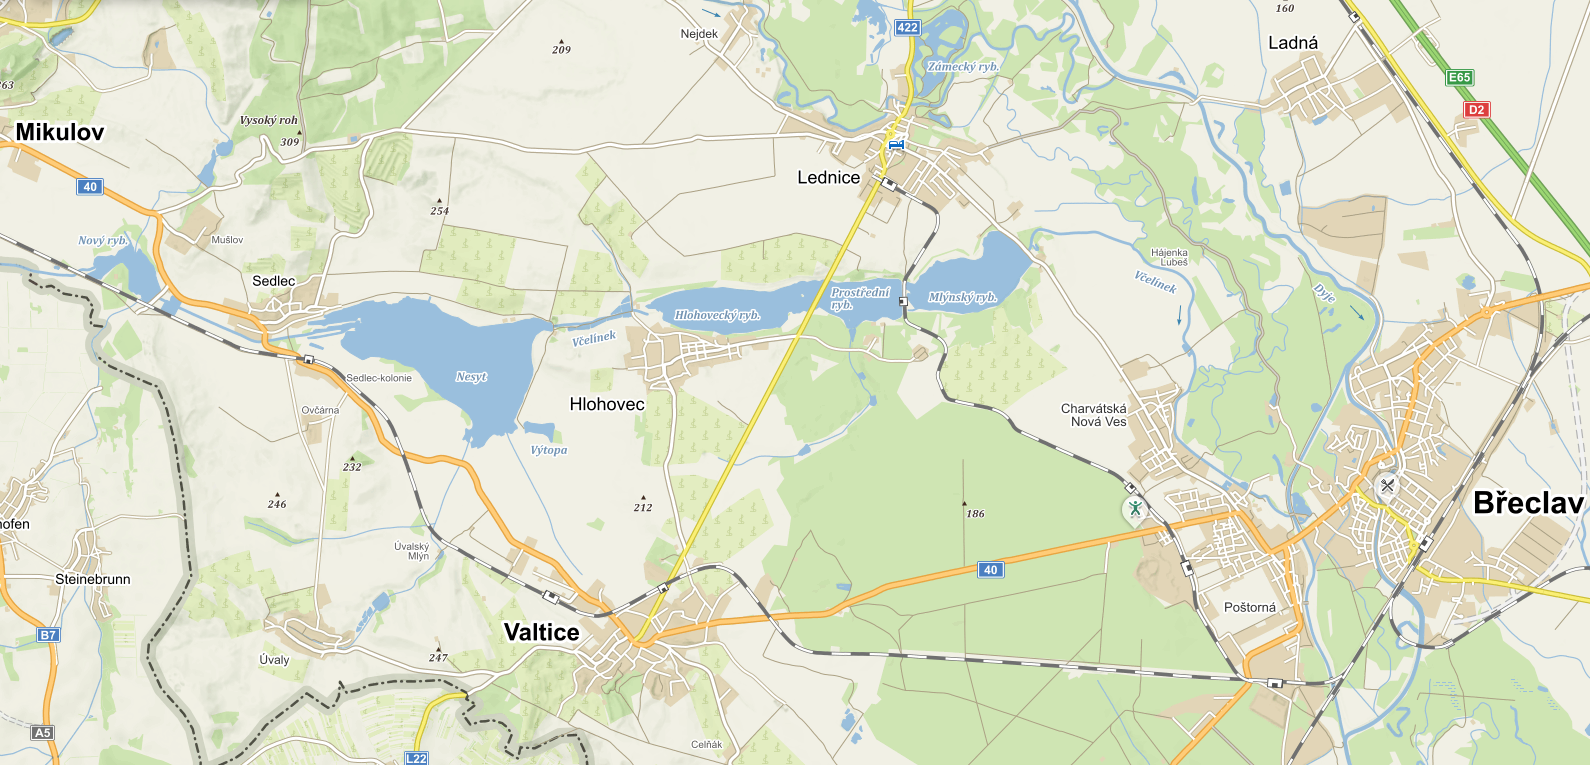 160
422
Nejdek
Ladná
209
Zámecký ryb.
E65
D2
Vysoký roh
309
Mikulov
40
Lednice
254
Nový ryb.
Mušlov
Hájenka
Lubeš
Sedlec
Včelínek
Dyje
Prostřední
ryb.
Mlýnský ryb.
Hlohovecký ryb.
Včelínek
Nesyt
Sedlec-kolonie
Hlohovec
Ovčárna
Charvátská
Nová Ves
Výtopa
232
246
212
186
Břeclav
hofen
Úvalský
Mlýn
Steinebrunn
40
Poštorná
B7
Valtice
Úvaly
247
A5
Celňák
L22